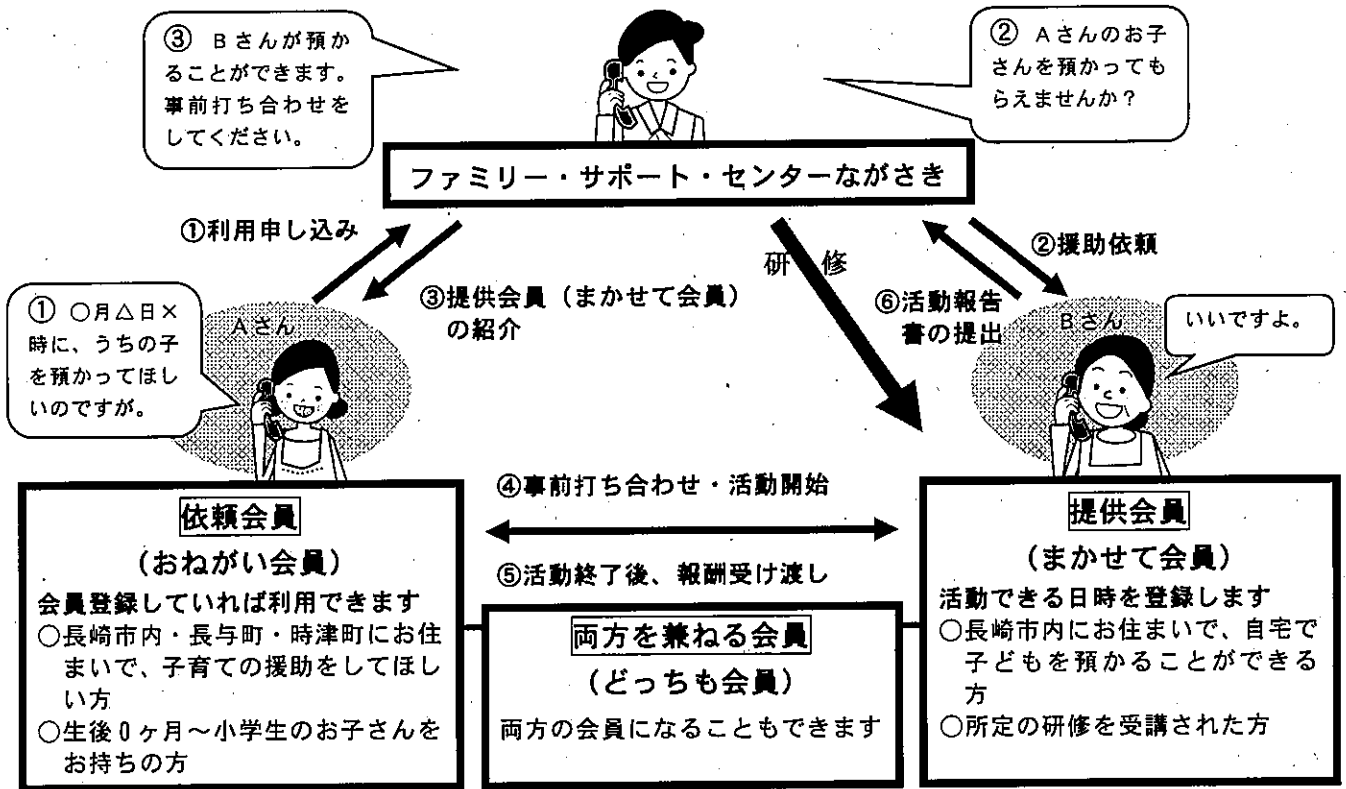 ③ Bさんが預か
ることができます。
事前打ち合わせを
してください。
② Aさんのお子
さんを預かっても
らえませんか？
ファミリー・サポート・センターながさき
①利用申し込み
③提供会員（まかせて会員）
の紹介
研 修
②援助依頼
⑥活動報告
書の提出
① ○月△日×
時に、うちの子
を預かってほし
いのですが。
Aさん
Bさん
いいですよ。
④事前打ち合わせ・活動開始
⑤活動終了後、報酬受け渡し
依頼会員
（おねがい会員）
会員登録していれば利用できます
○長崎市内・長与町・時津町にお住
まいで、子育ての援助をしてほし
い方
○生後0ヶ月～小学生のお子さんを
お持ちの方
両方を兼ねる会員
（どっちも会員）
両方の会員になることもできます
提供会員
（まかせて会員）
活動できる日時を登録します
○長崎市内にお住まいで、自宅で
子どもを預かることができる
方
○所定の研修を受講された方